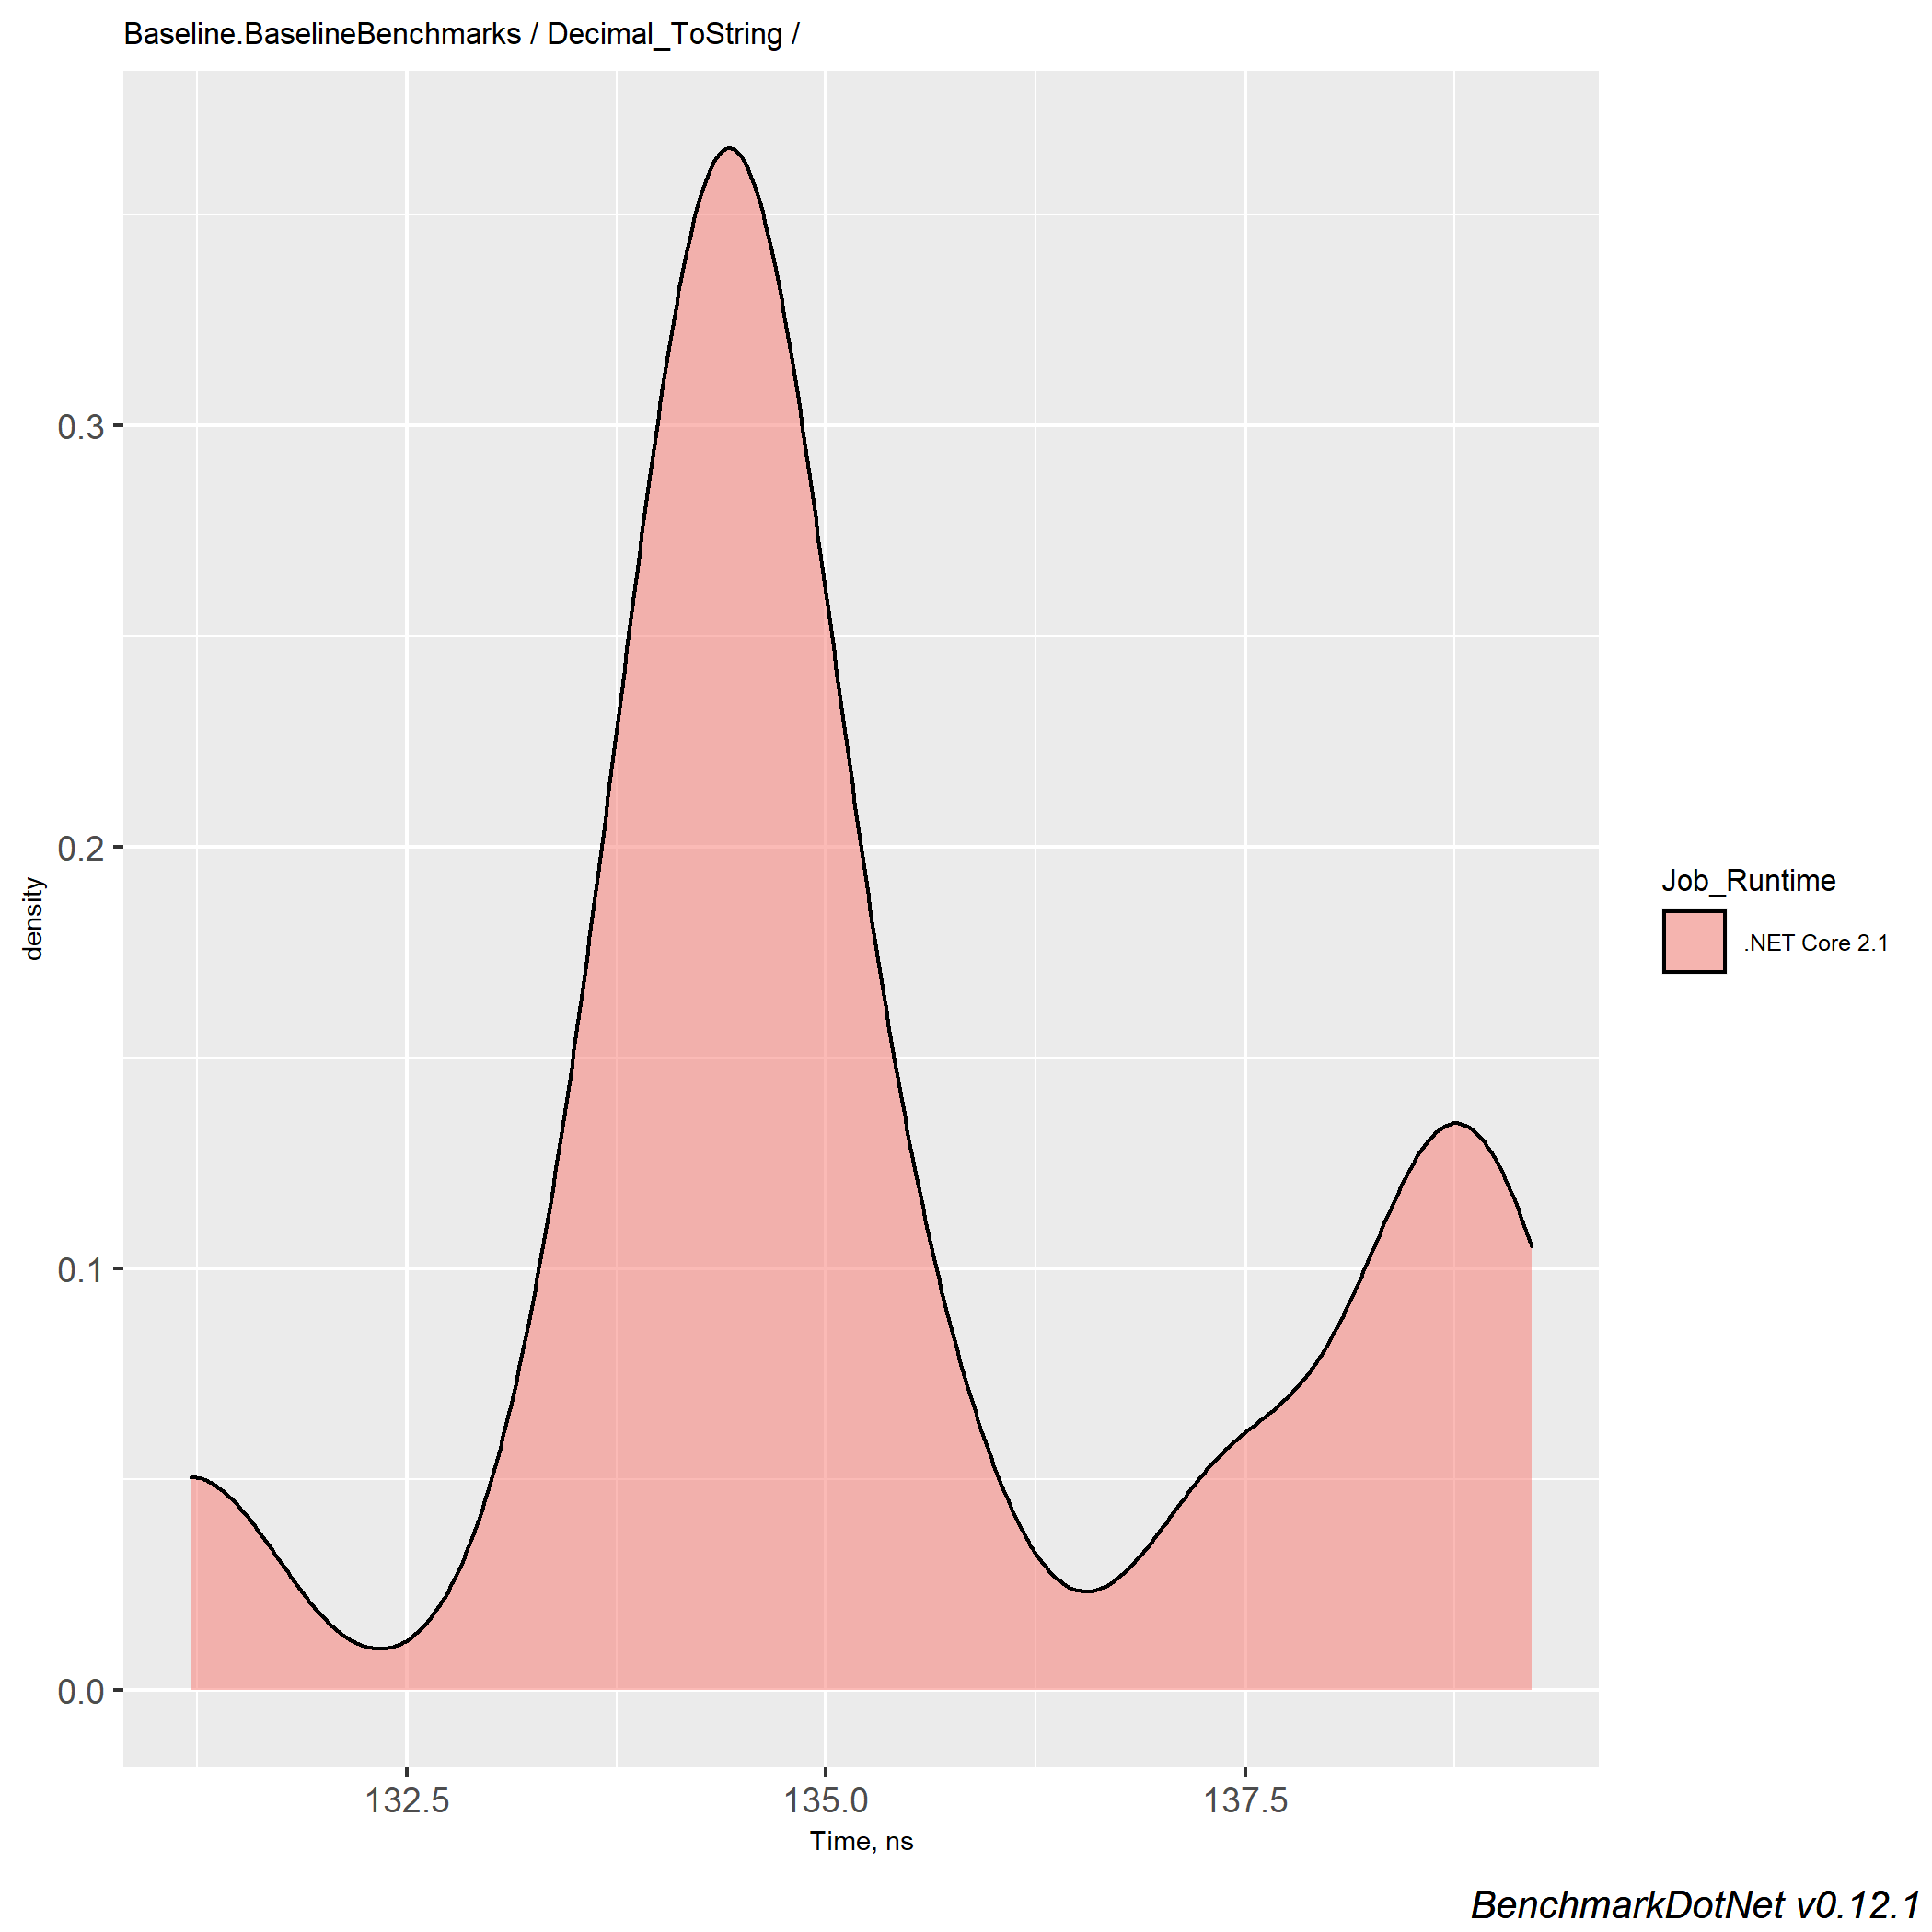 Baseline.BaselineBenchmarks / Decimal_ToString /
0.3
0.2
0.1
0.0
density
132.5 135.0 137.5
Time, ns
Job_Runtime
.NET Core 2.1
BenchmarkDotNet v0.12.1